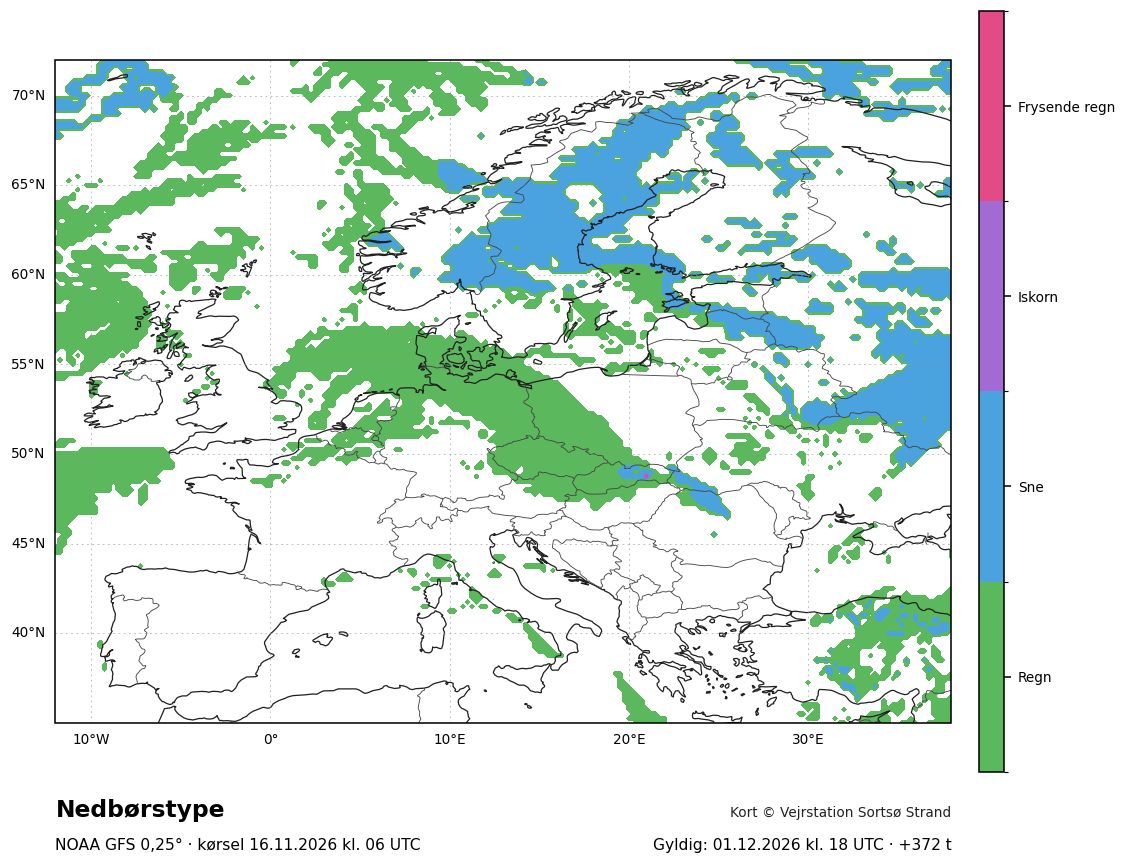 Frysende regn
Iskorn
Sne
Regn
70°N
65°N
60°N
55°N
50°N
45°N
40°N
10°W
0°
10°E
20°E
30°E
Nedbørstype
Kort © Vejrstation Sortsø Strand
NOAA GFS 0,25° · kørsel 16.11.2026 kl. 06 UTC
Gyldig: 01.12.2026 kl. 18 UTC · +372 t